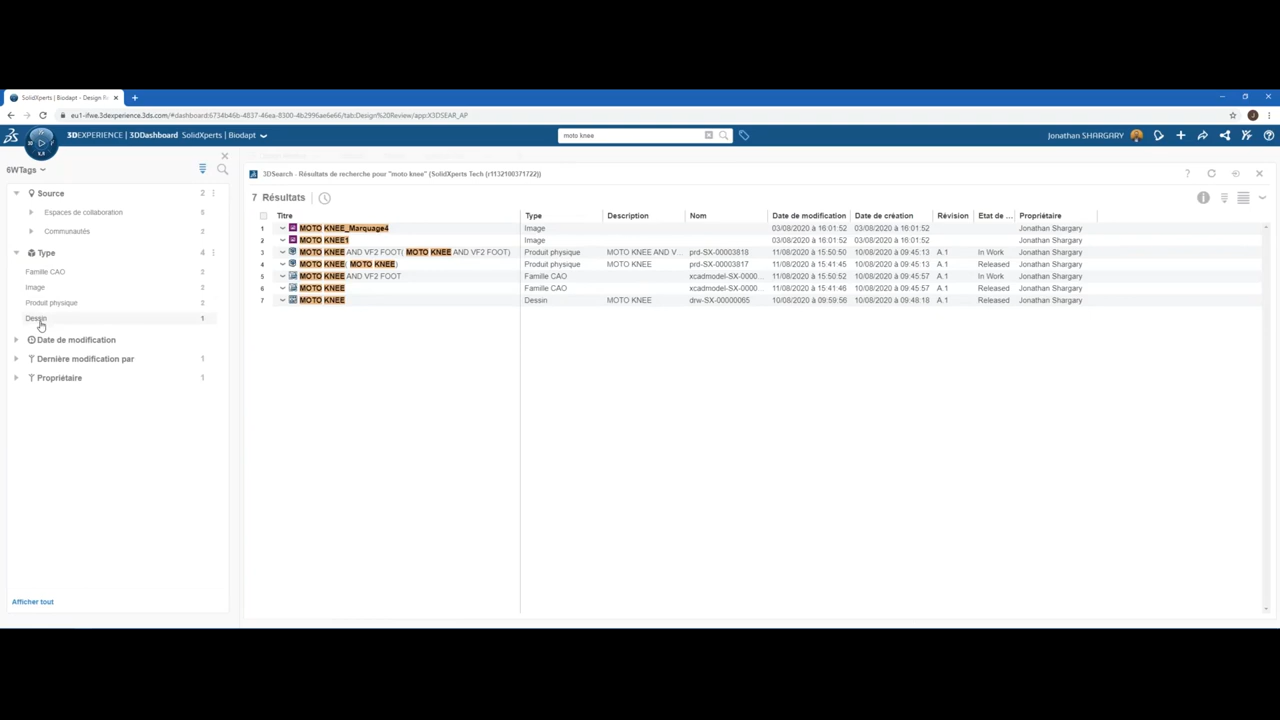 SolidXperts | Biodapt - Design Re
eu1-ifwe.3dexperience.3ds.com/#dashboard:6734b46b-4837-46ea-8300-4b2996ae6e66/tab:Design%20Review/app:X3DSEAR_AP
3DEXPERIENCE | 3DDashboard SolidXperts | Biodapt
moto knee
Jonathan SHARGARY
6WTags
3DSearch - Résultats de recherche pour "moto knee" (SolidXperts Tech (r1132100371722))
Source 2
Espaces de collaboration 5
Communautés 2
Type 4
Famille CAO 2
Image 2
Produit physique 2
Dessin 1
Date de modification
Dernière modification par 1
Propriétaire 1
Afficher tout
7 Résultats
Titre Type Description Nom Date de modification Date de création Révision Etat de ... Propriétaire
1 MOTO KNEE_Marquage4 Image 03/08/2020 à 16:01:52 03/08/2020 à 16:01:52 Jonathan Shargary
2 MOTO KNEE1 Image 03/08/2020 à 16:01:52 03/08/2020 à 16:01:52 Jonathan Shargary
3 MOTO KNEE AND VF2 FOOT( MOTO KNEE AND VF2 FOOT) Produit physique MOTO KNEE AND V... prd-SX-00003818 11/08/2020 à 15:50:50 10/08/2020 à 09:45:13 A.1 In Work Jonathan Shargary
4 MOTO KNEE( MOTO KNEE) Produit physique MOTO KNEE prd-SX-00003817 11/08/2020 à 15:41:45 10/08/2020 à 09:45:13 A.1 Released Jonathan Shargary
5 MOTO KNEE AND VF2 FOOT Famille CAO xcadmodel-SX-0000... 11/08/2020 à 15:50:52 10/08/2020 à 09:45:57 A.1 In Work Jonathan Shargary
6 MOTO KNEE Famille CAO xcadmodel-SX-0000... 11/08/2020 à 15:41:46 10/08/2020 à 09:45:57 A.1 Released Jonathan Shargary
7 MOTO KNEE Dessin MOTO KNEE drw-SX-00000065 10/08/2020 à 09:59:56 10/08/2020 à 09:48:18 A.1 Released Jonathan Shargary